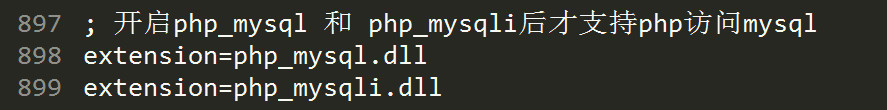 897 ; 开启php_mysql 和 php_mysqli后才支持php访问mysql
898 extension=php_mysql.dll
899 extension=php_mysqli.dll